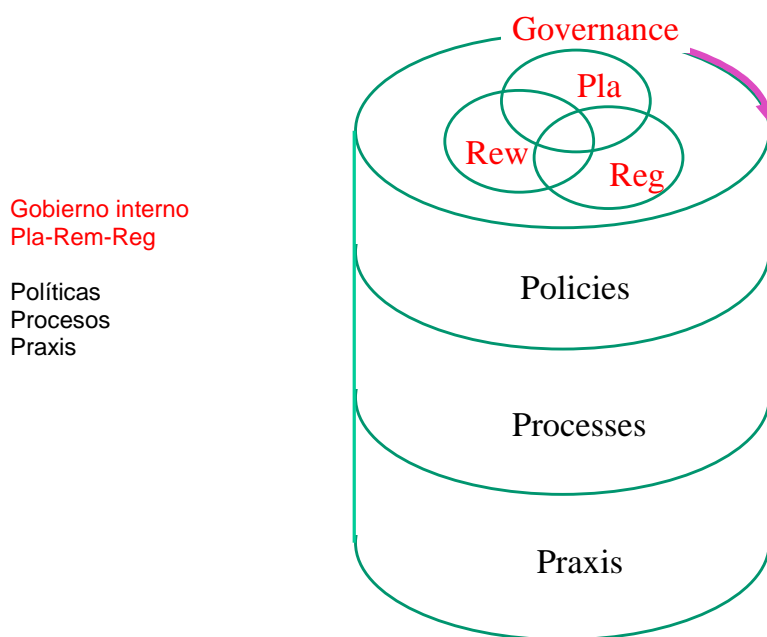 Governance
Pla
Rew
Reg
Gobierno interno
Pla-Rem-Reg
Políticas
Procesos
Praxis
Policies
Processes
Praxis